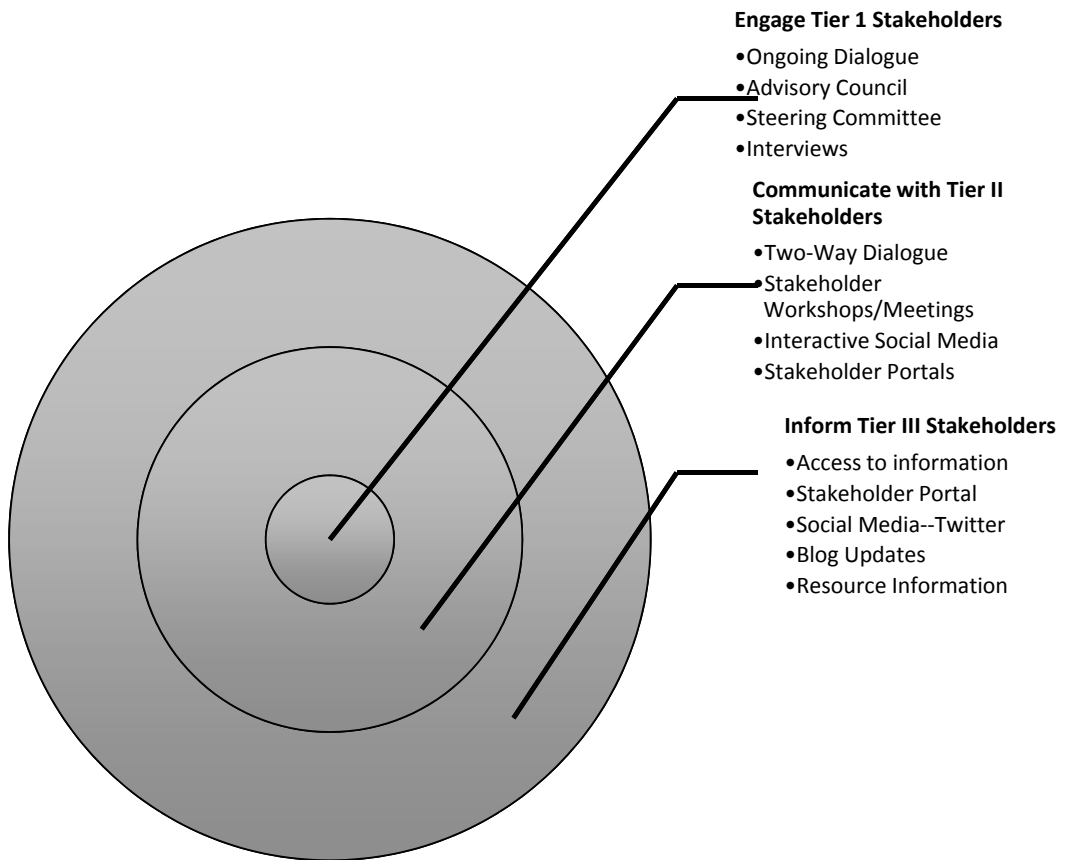 Engage Tier 1 Stakeholders
•Ongoing Dialogue
•Advisory Council
•Steering Committee
•Interviews
Communicate with Tier II
Stakeholders
•Two-Way Dialogue
•Stakeholder
Workshops/Meetings
•Interactive Social Media
•Stakeholder Portals
Inform Tier III Stakeholders
•Access to information
•Stakeholder Portal
•Social Media--Twitter
•Blog Updates
•Resource Information